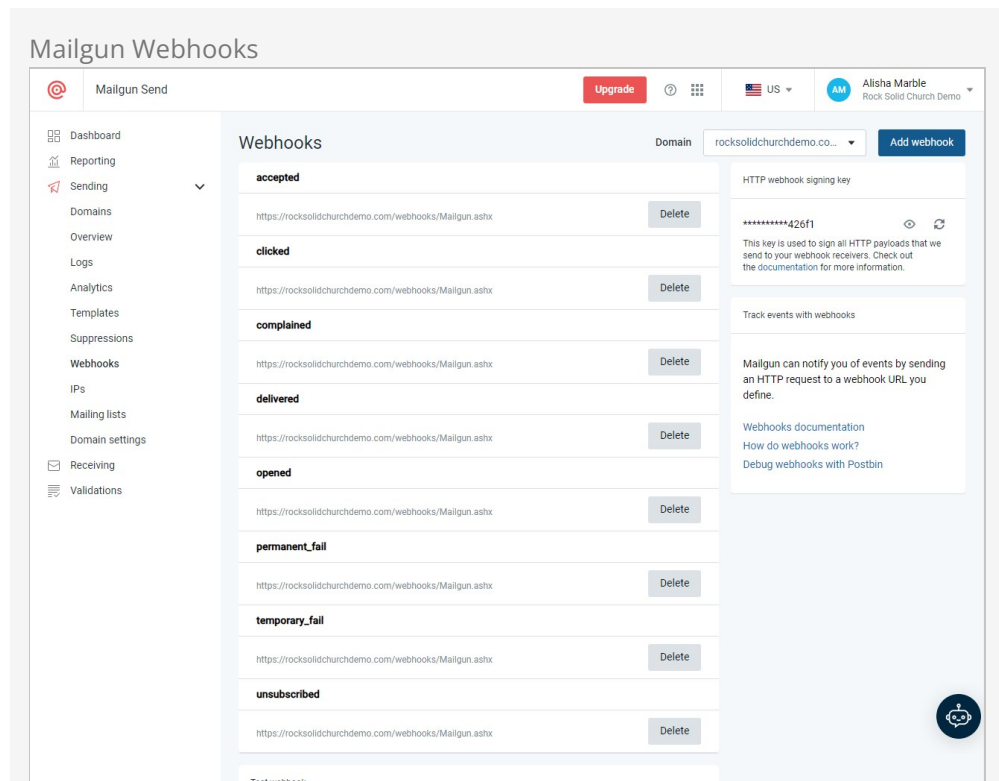 Mailgun Webhooks
Mailgun Send
Upgrade
US
AM
Alisha Marble
Rock Solid Church Demo
Dashboard
Reporting
Sending
Domains
Overview
Logs
Analytics
Templates
Suppressions
Webhooks
IPs
Mailing lists
Domain settings
Receiving
Validations
Webhooks
Domain
rocksolidchurchdemo.co...
Add webhook
accepted
https://rocksolidchurchdemo.com/webhooks/Mailgun.ashx
Delete
clicked
https://rocksolidchurchdemo.com/webhooks/Mailgun.ashx
Delete
complained
https://rocksolidchurchdemo.com/webhooks/Mailgun.ashx
Delete
delivered
https://rocksolidchurchdemo.com/webhooks/Mailgun.ashx
Delete
opened
https://rocksolidchurchdemo.com/webhooks/Mailgun.ashx
Delete
permanent_fail
https://rocksolidchurchdemo.com/webhooks/Mailgun.ashx
Delete
temporary_fail
https://rocksolidchurchdemo.com/webhooks/Mailgun.ashx
Delete
unsubscribed
https://rocksolidchurchdemo.com/webhooks/Mailgun.ashx
Delete
HTTP webhook signing key
**********426f1
This key is used to sign all HTTP payloads that we
send to your webhook receivers. Check out
the documentation for more information.
Track events with webhooks
Mailgun can notify you of events by sending
an HTTP request to a webhook URL you
define.
Webhooks documentation
How do webhooks work?
Debug webhooks with Postbin